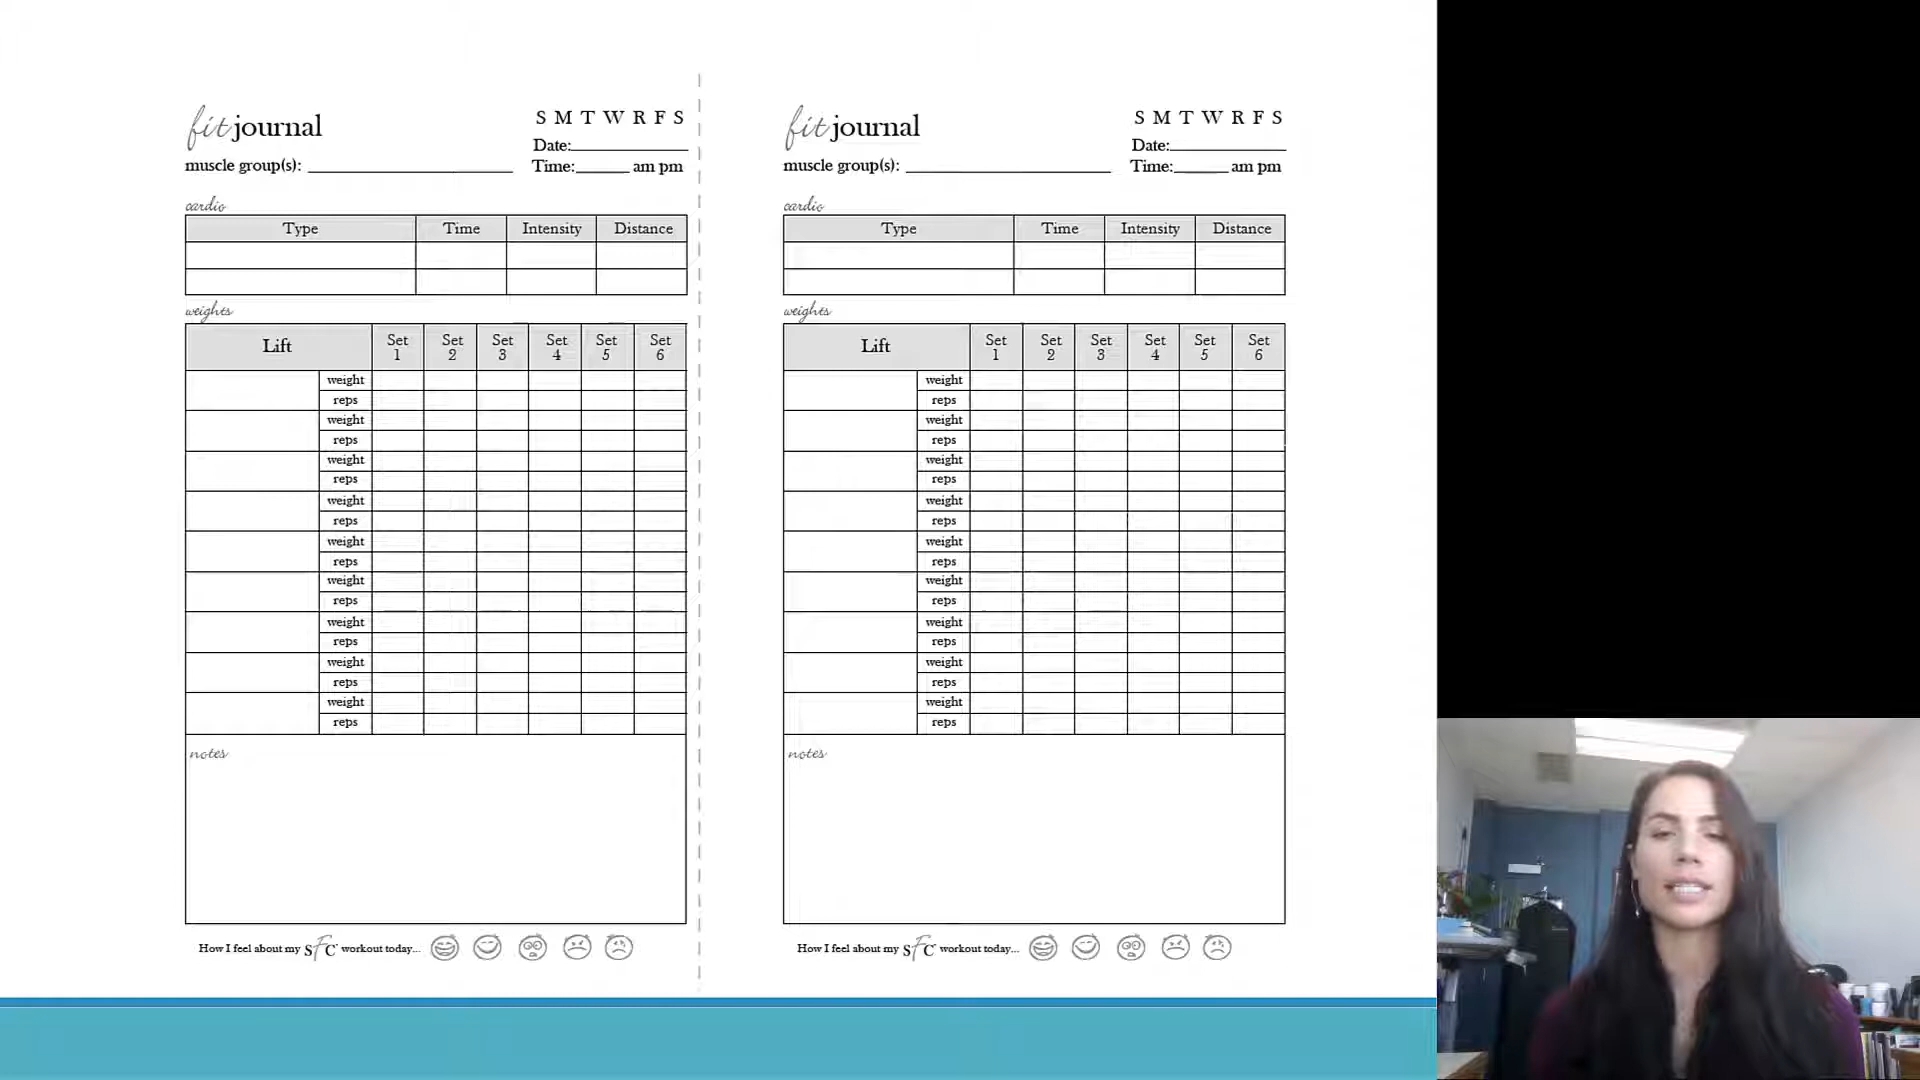 fit journal
S M T W R F S
Date:
muscle group(s):
Time: am pm
cardio
Type Time Intensity Distance
weights
Lift Set 1 Set 2 Set 3 Set 4 Set 5 Set 6
weight
reps
weight
reps
weight
reps
weight
reps
weight
reps
weight
reps
weight
reps
weight
reps
weight
reps
notes
How I feel about my SFC workout today...
fit journal
S M T W R F S
Date:
muscle group(s):
Time: am pm
cardio
Type Time Intensity Distance
weights
Lift Set 1 Set 2 Set 3 Set 4 Set 5 Set 6
weight
reps
weight
reps
weight
reps
weight
reps
weight
reps
weight
reps
weight
reps
weight
reps
weight
reps
notes
How I feel about my SFC workout today...